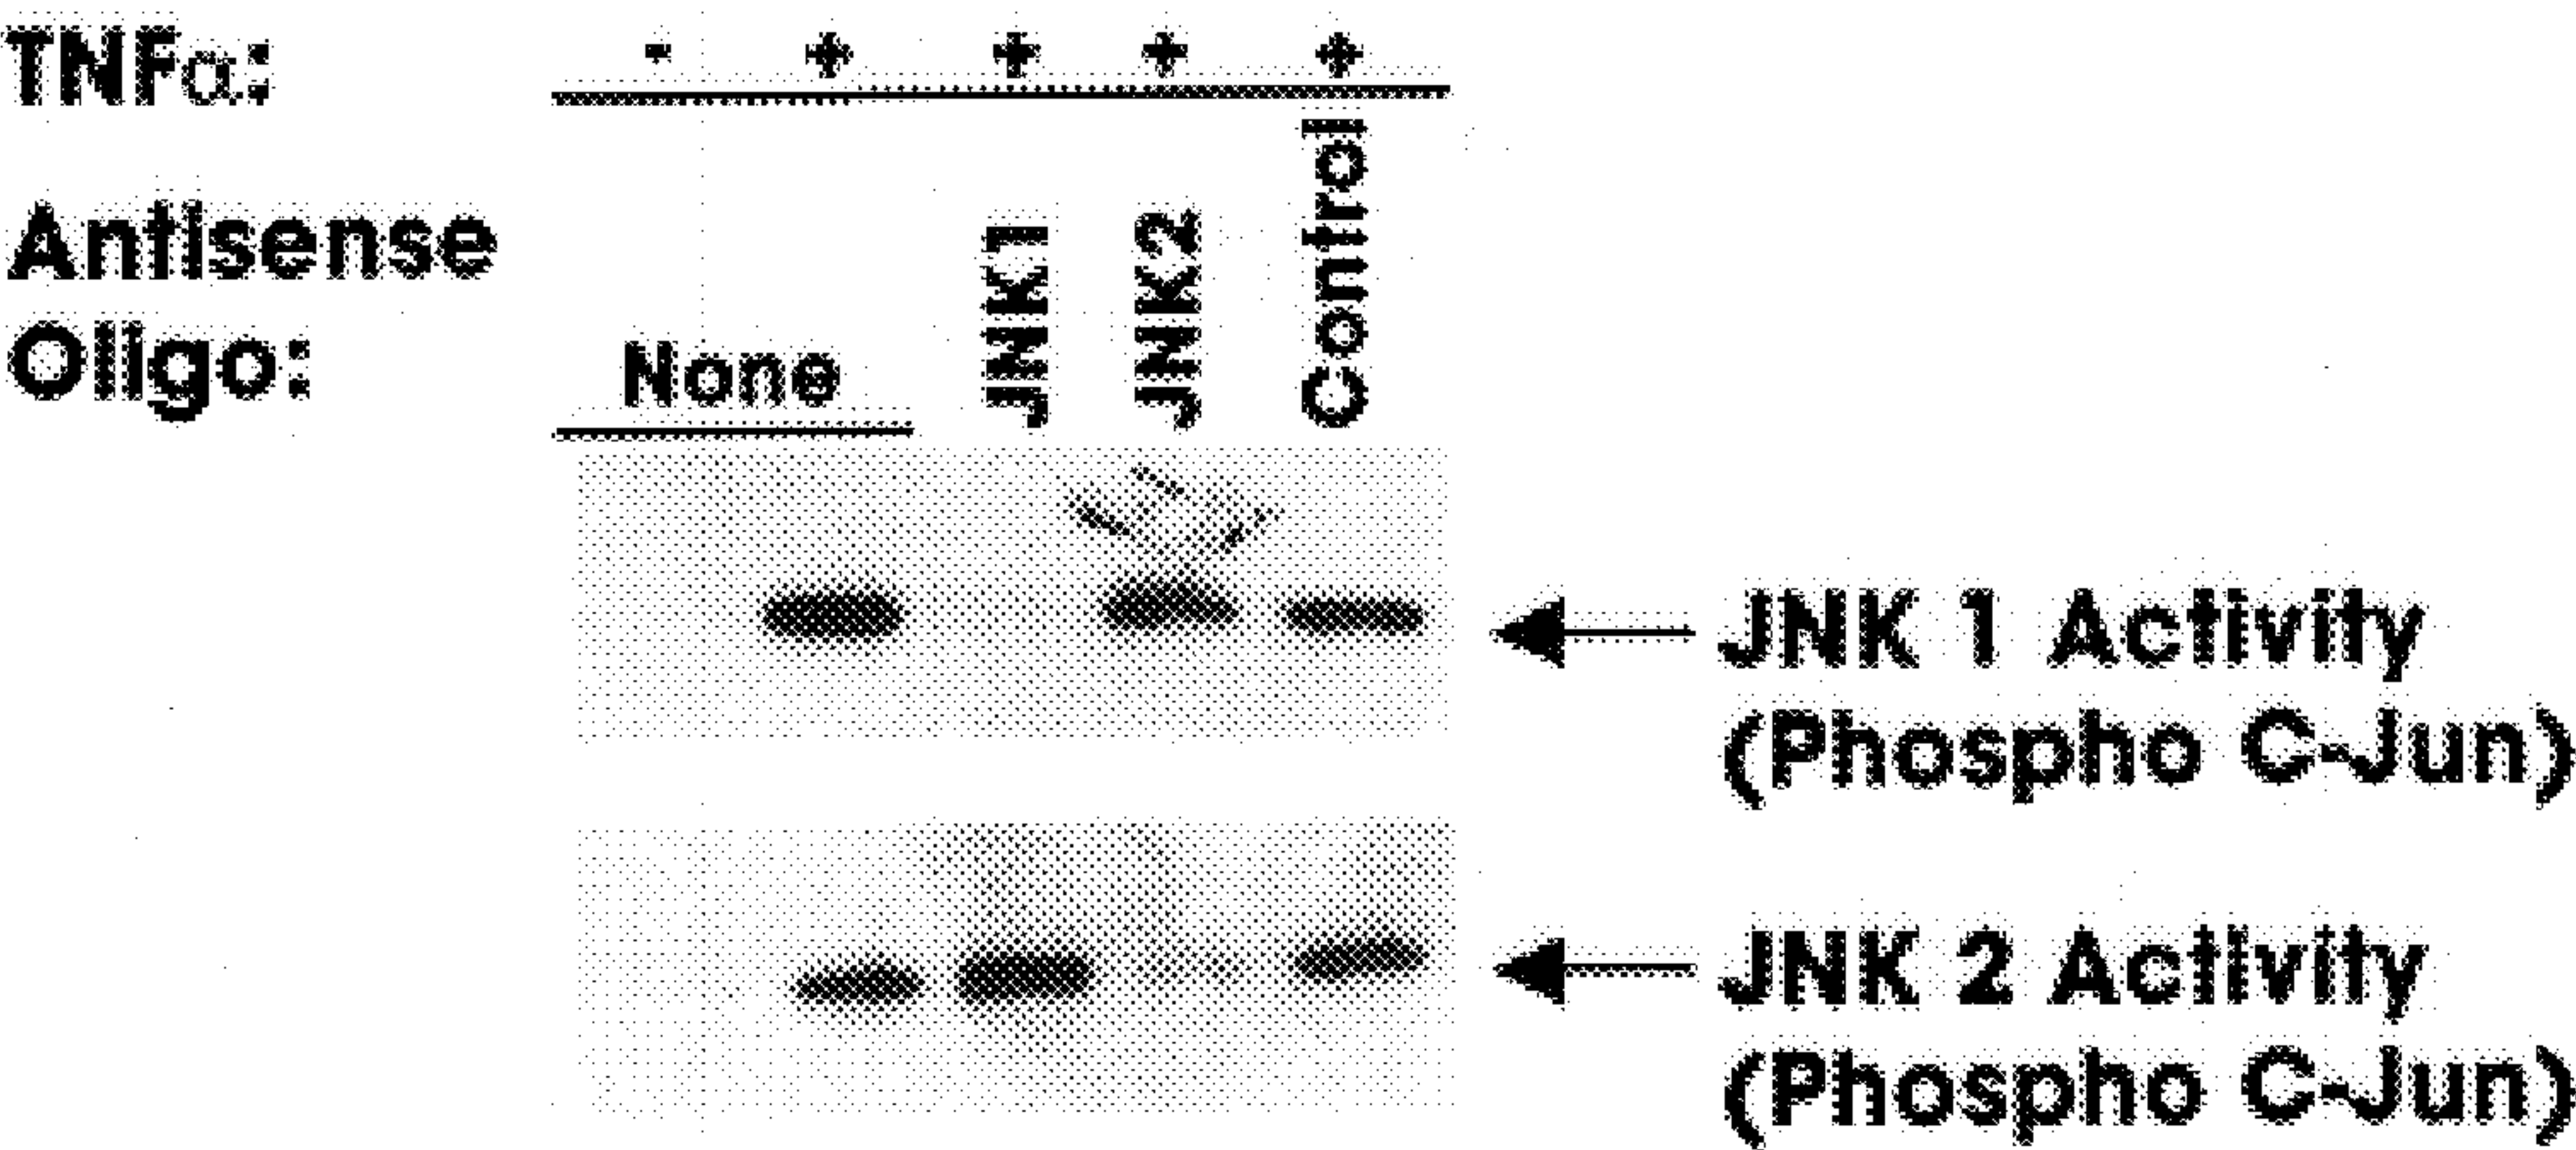 TNFα: - + + + +
Antisense
Oligo:
None JNK1 JNK2 Control
JNK 1 Activity
(Phospho C-Jun)
JNK 2 Activity
(Phospho C-Jun)